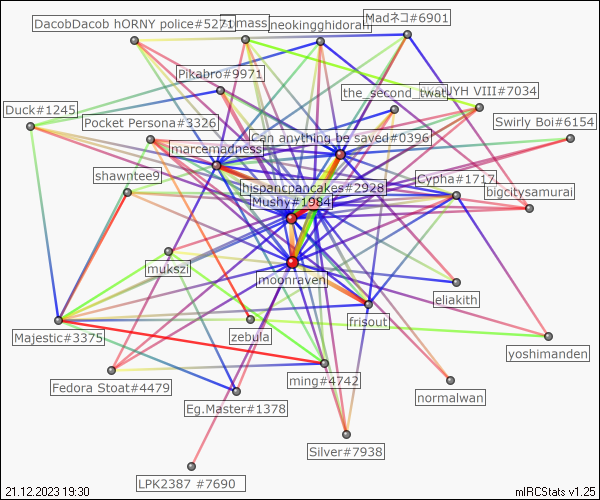 DacobDacob hORNY police#5271
mass
neokingghidorah
Madネコ#6901
Pikabro#9971
the_second_twat
VIII#7034
Duck#1245
Pocket Persona#3326
Can anything be saved#0396
Swirly Boi#6154
marcemadness
shawntee9
hispancpancakes#2928
Cypha#1717
bigcitysamurai
Mushy#1984
mukszi
moonraven
eliakith
Majestic#3375
zebula
frisout
yoshimanden
Fedora Stoat#4479
ming#4742
normalwan
Eg.Master#1378
Silver#7938
LPK2387 #7690
21.12.2023 19:30
mIRCStats v1.25